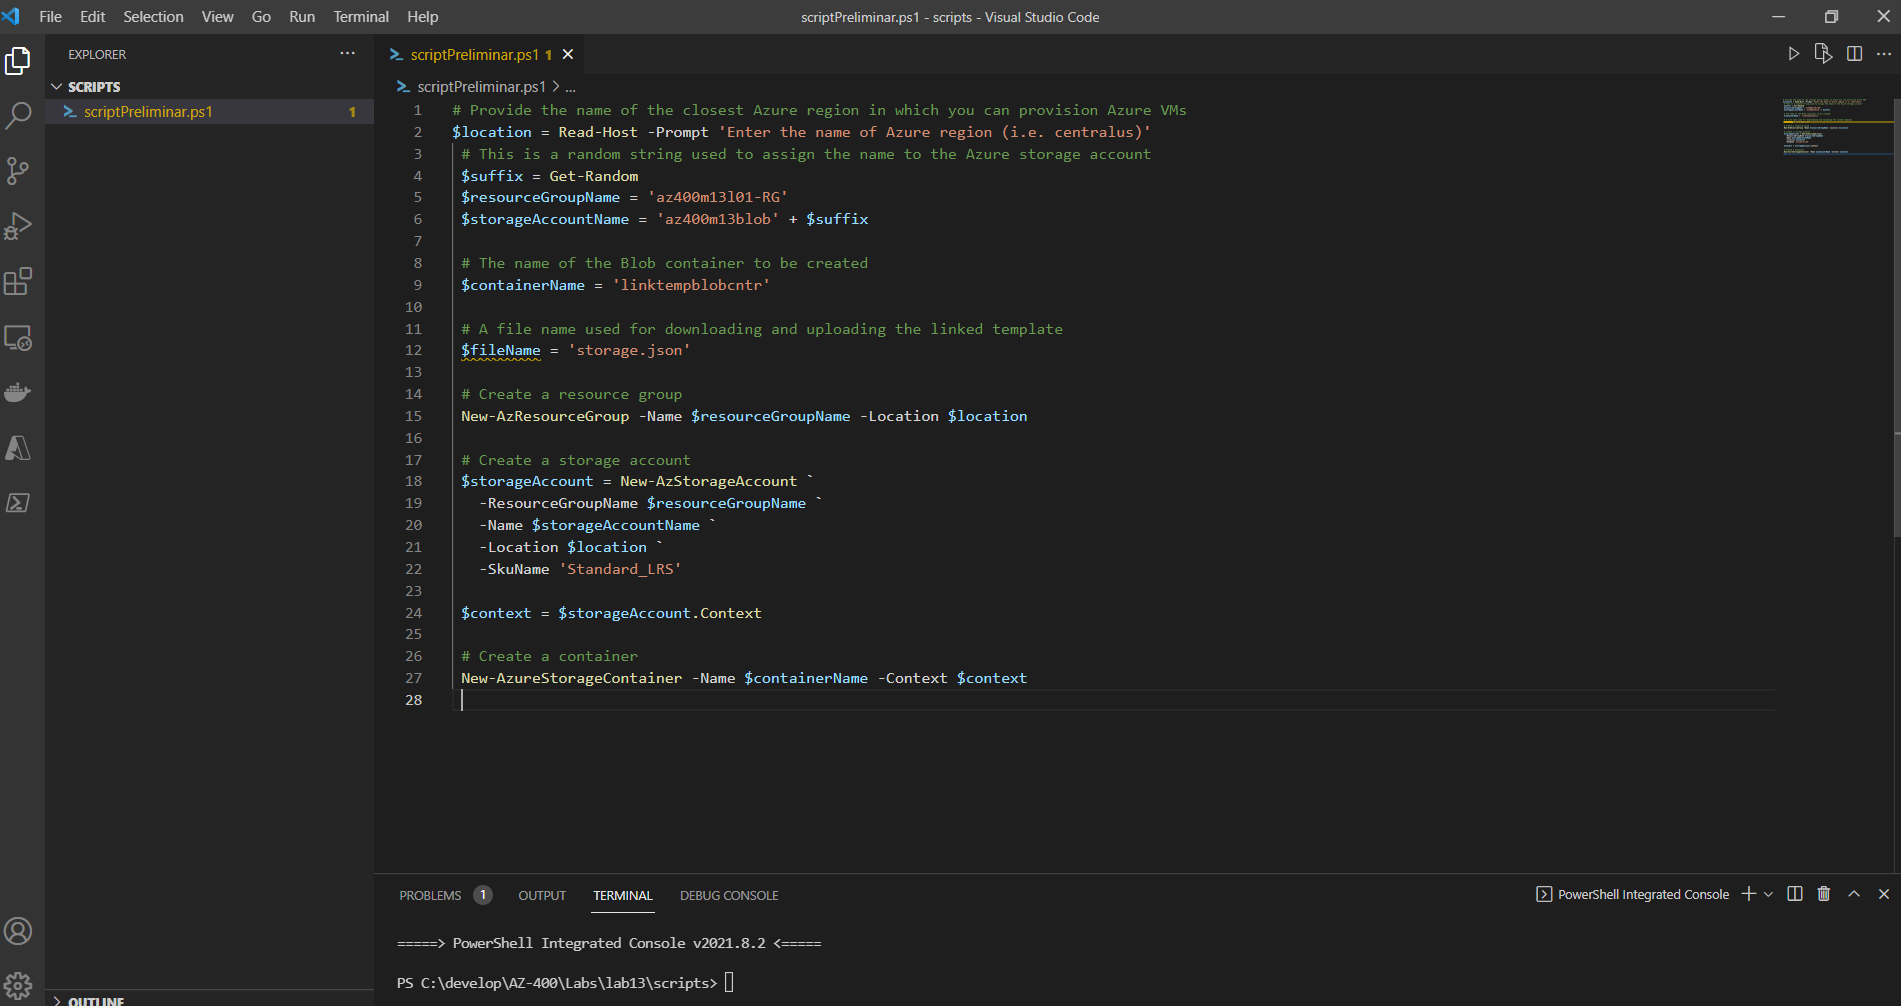 File Edit Selection View Go Run Terminal Help
scriptPreliminar.ps1 - scripts - Visual Studio Code
EXPLORER
SCRIPTS
scriptPreliminar.ps1 1
OUTLINE
scriptPreliminar.ps1 1
scriptPreliminar.ps1 > ...
1 # Provide the name of the closest Azure region in which you can provision Azure VMs
2 $location = Read-Host -Prompt 'Enter the name of Azure region (i.e. centralus)'
3 # This is a random string used to assign the name to the Azure storage account
4 $suffix = Get-Random
5 $resourceGroupName = 'az400m13l01-RG'
6 $storageAccountName = 'az400m13blob' + $suffix
7
8 # The name of the Blob container to be created
9 $containerName = 'linktempblobcntr'
10
11 # A file name used for downloading and uploading the linked template
12 $fileName = 'storage.json'
13
14 # Create a resource group
15 New-AzResourceGroup -Name $resourceGroupName -Location $location
16
17 # Create a storage account
18 $storageAccount = New-AzStorageAccount `
19 -ResourceGroupName $resourceGroupName `
20 -Name $storageAccountName `
21 -Location $location `
22 -SkuName 'Standard_LRS'
23
24 $context = $storageAccount.Context
25
26 # Create a container
27 New-AzureStorageContainer -Name $containerName -Context $context
28
PROBLEMS 1 OUTPUT TERMINAL DEBUG CONSOLE
PowerShell Integrated Console
=====> PowerShell Integrated Console v2021.8.2 <=====
PS C:\develop\AZ-400\Labs\lab13\scripts>